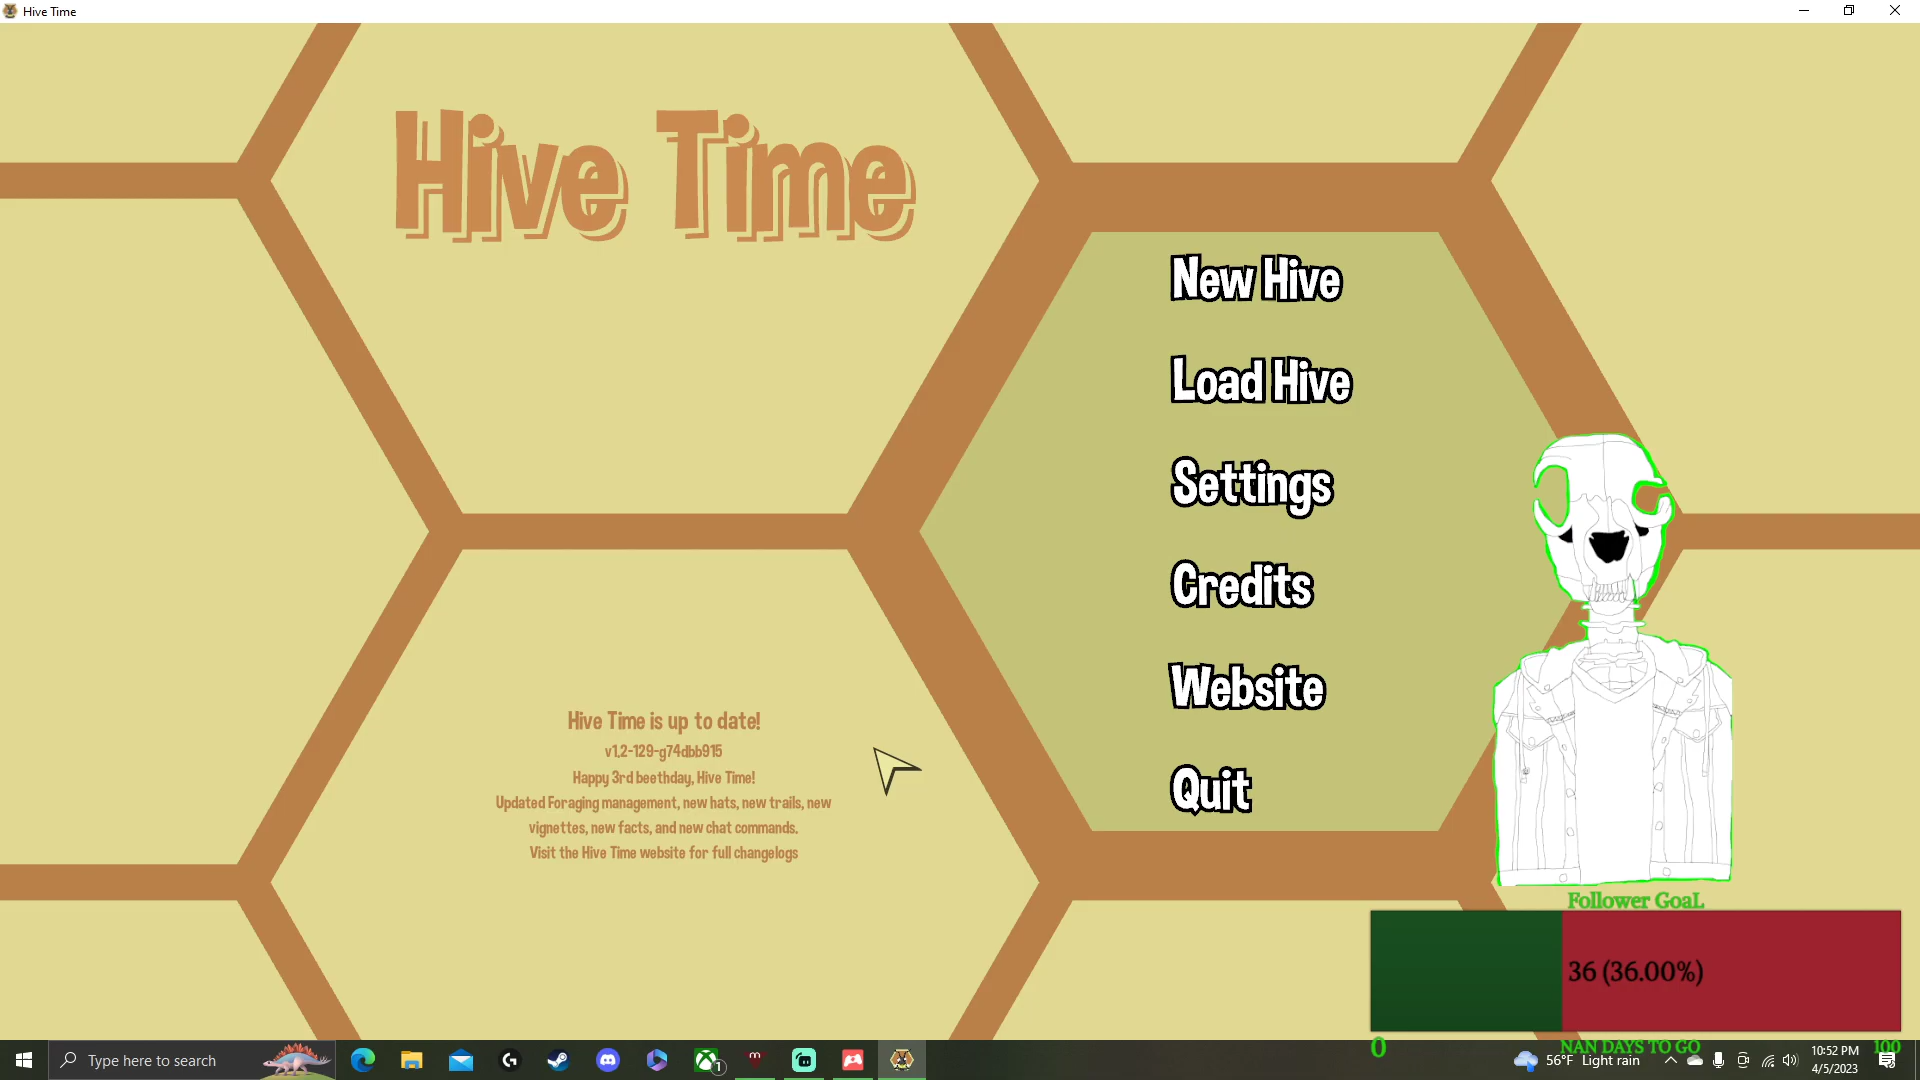 Hive Time
Hive Time
New Hive
Load Hive
Settings
Credits
Website
Quit
Hive Time is up to date!
v1.2-129-g74dbb915
Happy 3rd beethday, Hive Time!
Updated Foraging management, new hats, new trails, new
vignettes, new facts, and new chat commands.
Visit the Hive Time website for full changelogs
Follower GoaL
36 (36.00%)
0
NAN DAYS TO GO
100
Type here to search
1
56°F Light rain
10:52 PM
4/5/2023